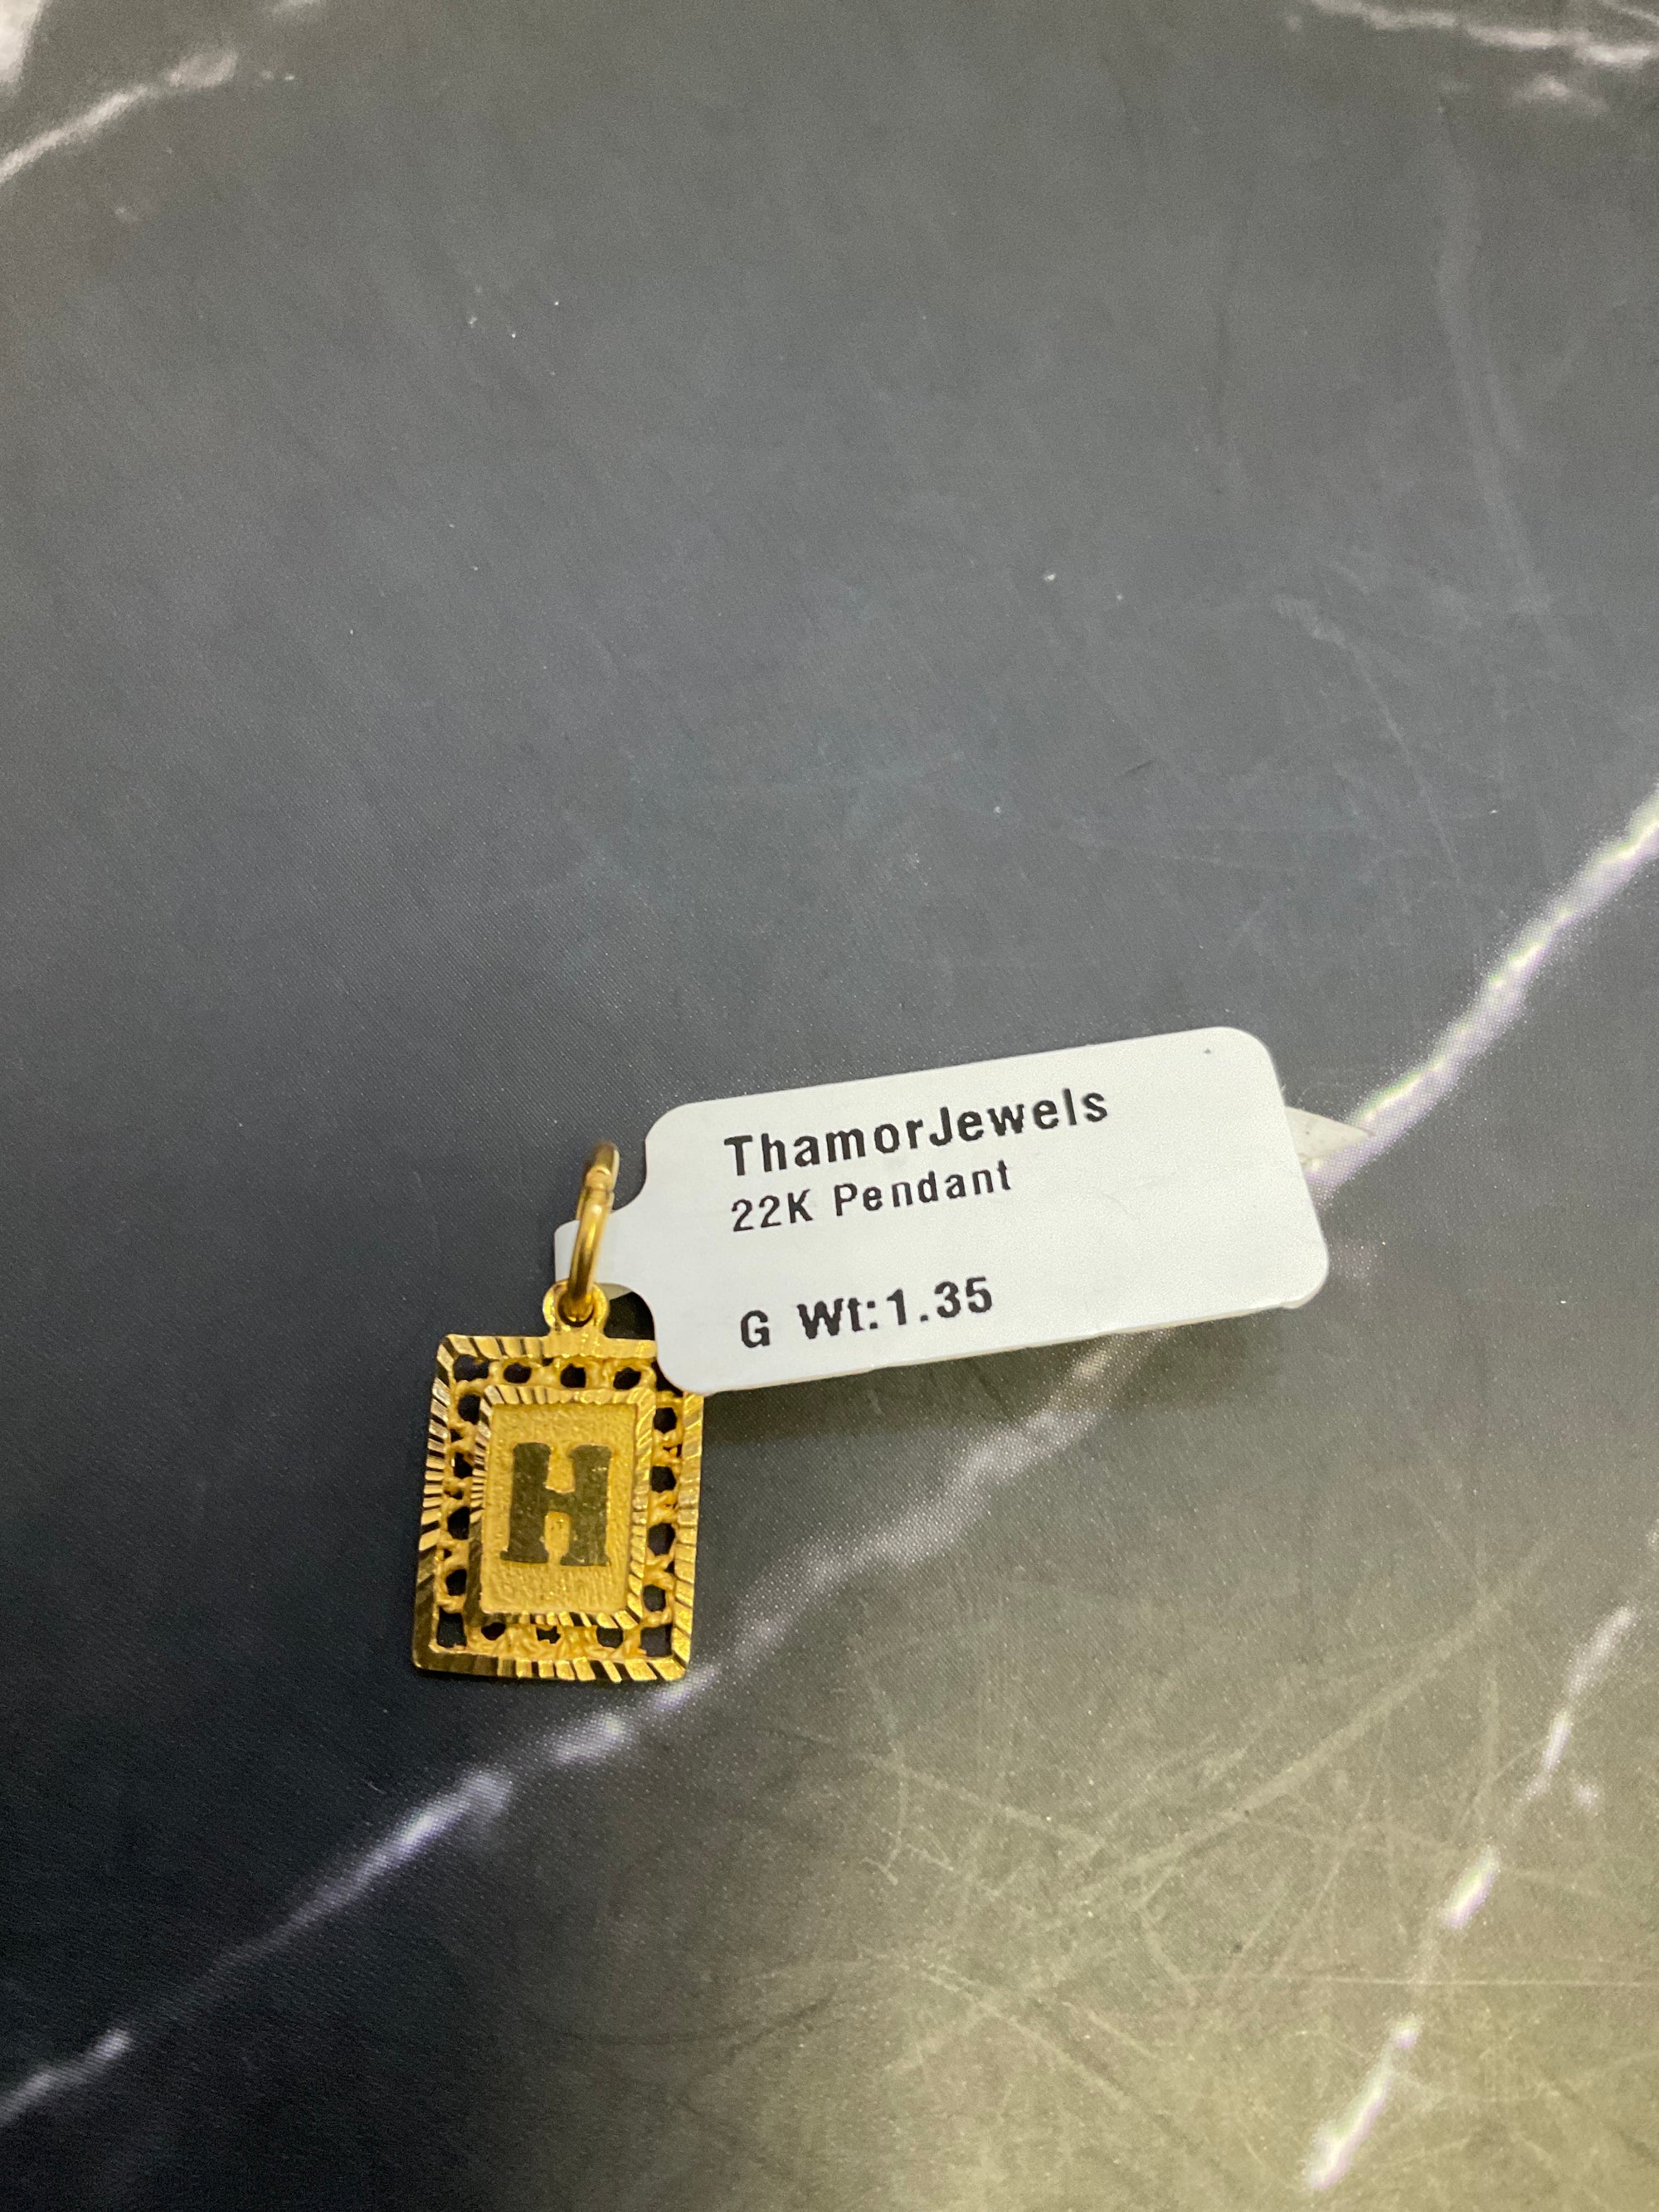 ThamorJewels
22K Pendant
G Wt:1.35
H